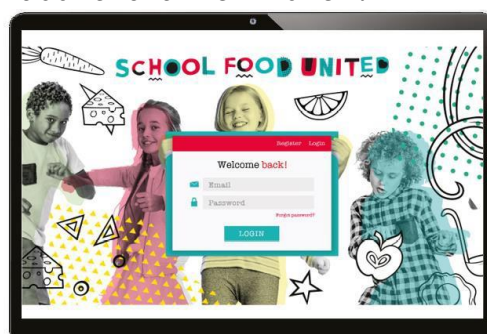 SCHOOL FOOD UNITED
Register Login
Welcome back!
Email
Password
Forgot password?
LOGIN